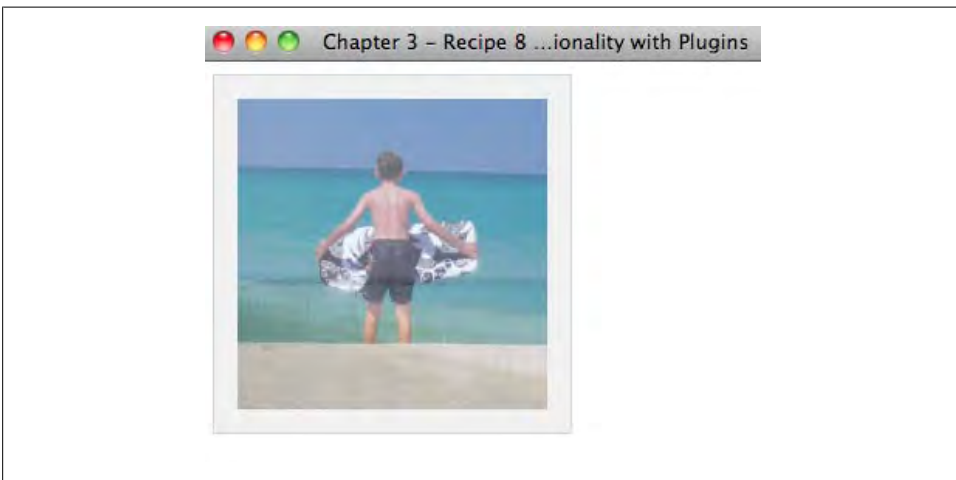 Chapter 3 – Recipe 8 ...ionality with Plugins